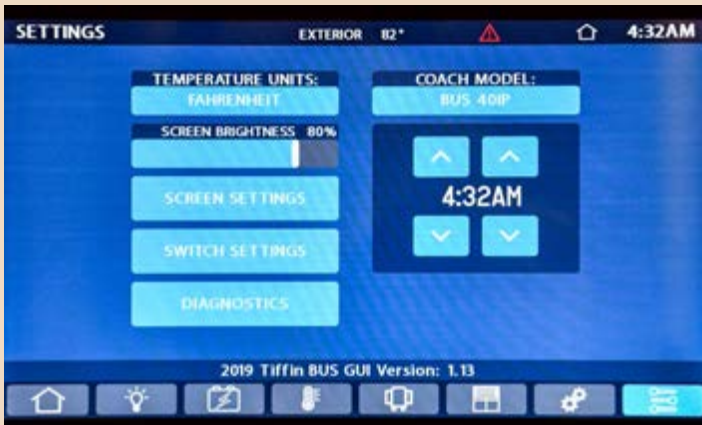 SETTINGS EXTERIOR 82° 4:32AM
TEMPERATURE UNITS:
FAHRENHEIT
SCREEN BRIGHTNESS 80%
SCREEN SETTINGS
SWITCH SETTINGS
DIAGNOSTICS
COACH MODEL:
BUS 40IP
4:32AM
2019 Tiffin BUS GUI Version: 1.13